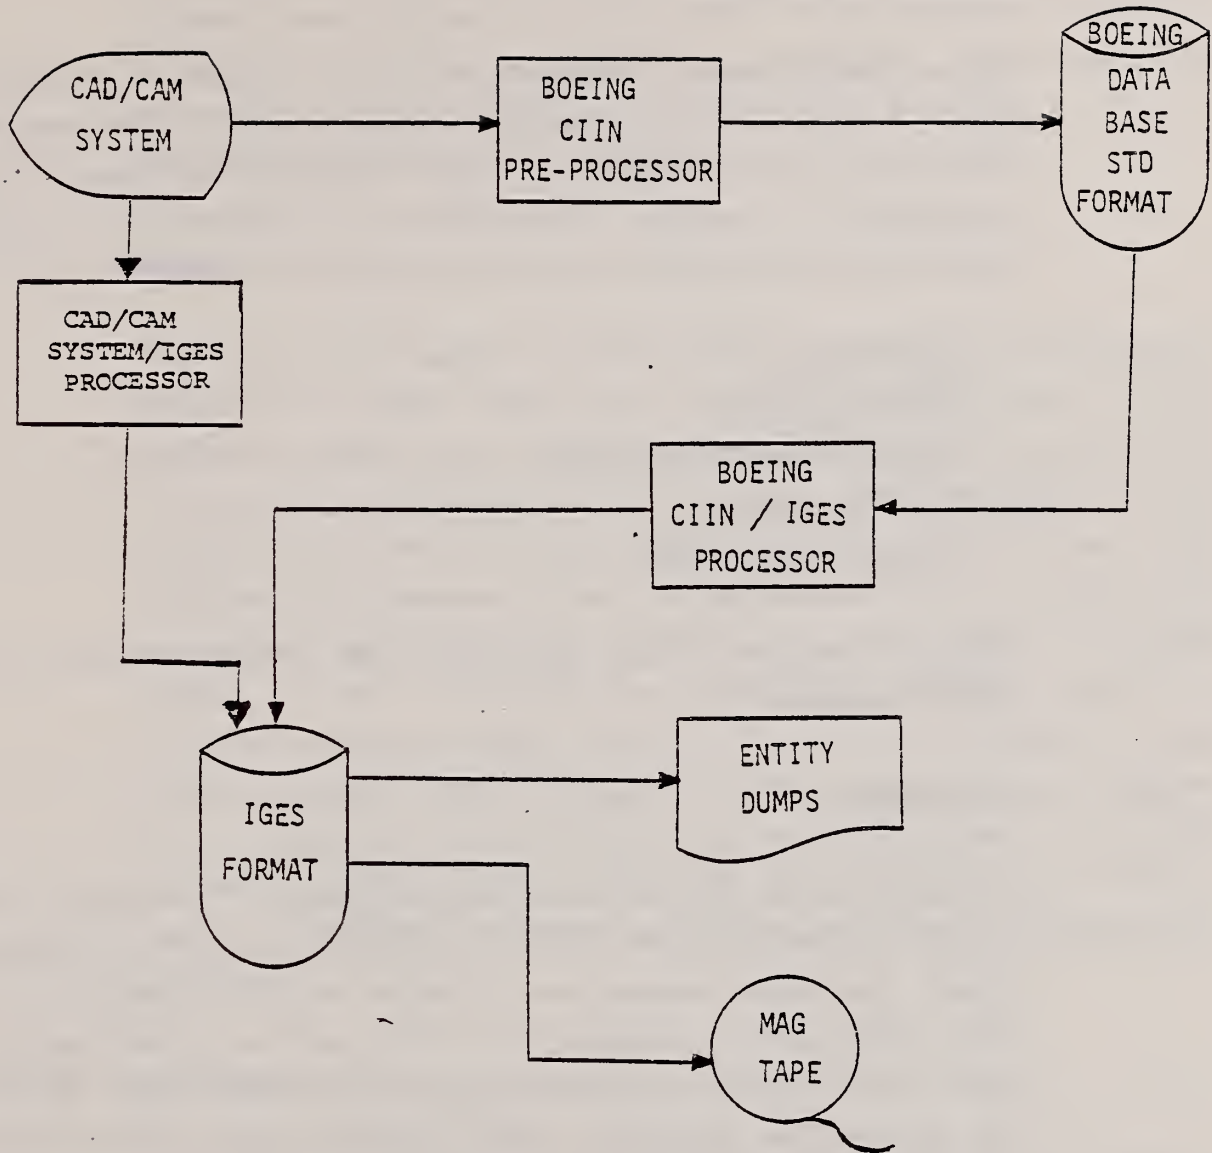 CAD/CAM
SYSTEM
BOEING
CIIN
PRE-PROCESSOR
BOEING
DATA
BASE
STD
FORMAT
CAD/CAM
SYSTEM/IGES
PROCESSOR
BOEING
CIIN / IGES
PROCESSOR
IGES
FORMAT
ENTITY
DUMPS
MAG
TAPE